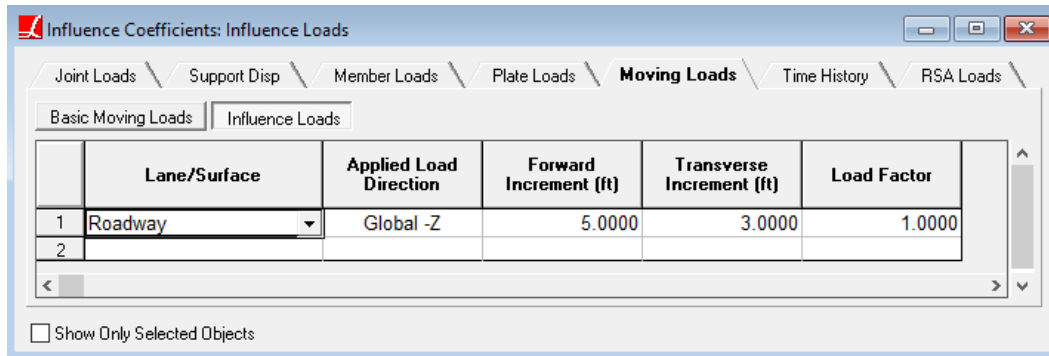 Influence Coefficients: Influence Loads
Joint Loads Support Disp Member Loads Plate Loads Moving Loads Time History RSA Loads
Basic Moving Loads Influence Loads
Lane/Surface Applied Load Direction Forward Increment (ft) Transverse Increment (ft) Load Factor
1 Roadway Global -Z 5.0000 3.0000 1.0000
2
Show Only Selected Objects